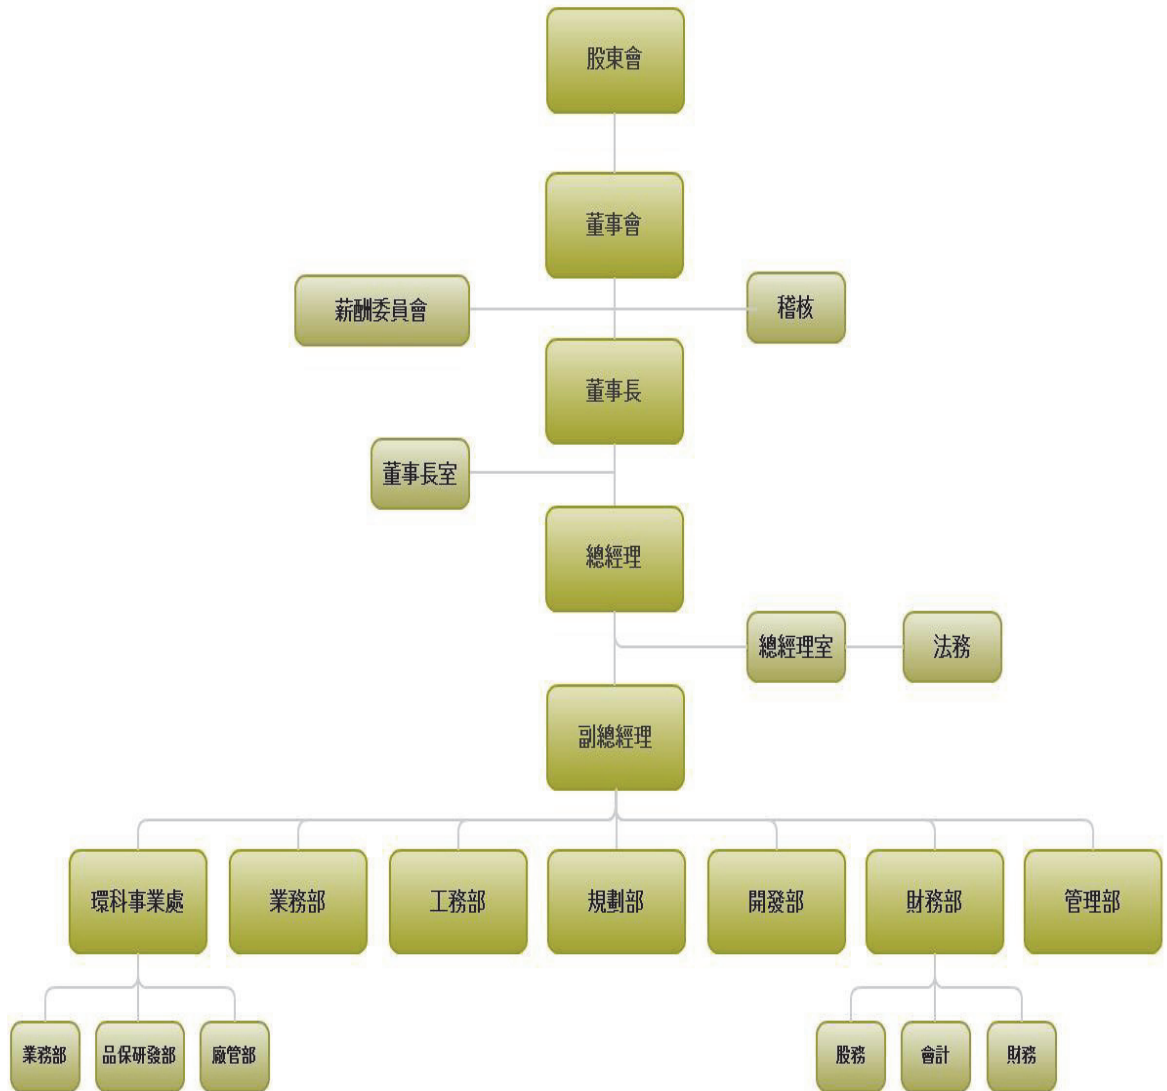 股東會
董事會
薪酬委員會
稽核
董事長
董事長室
總經理
總經理室
法務
副總經理
環科事業處
業務部
工務部
規劃部
開發部
財務部
管理部
業務部
品保研發部
廠管部
股務
會計
財務